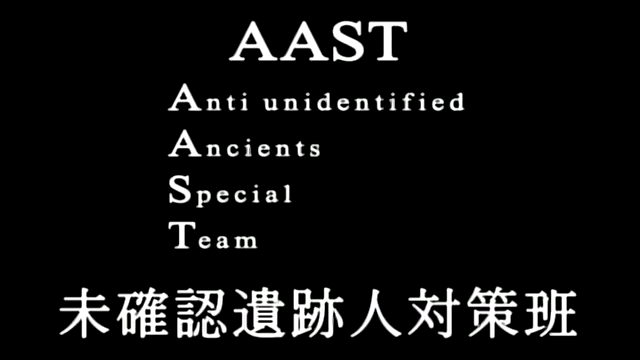 AAST
Anti unidentified
Ancients
Special
Team
未確認遺跡人対策班